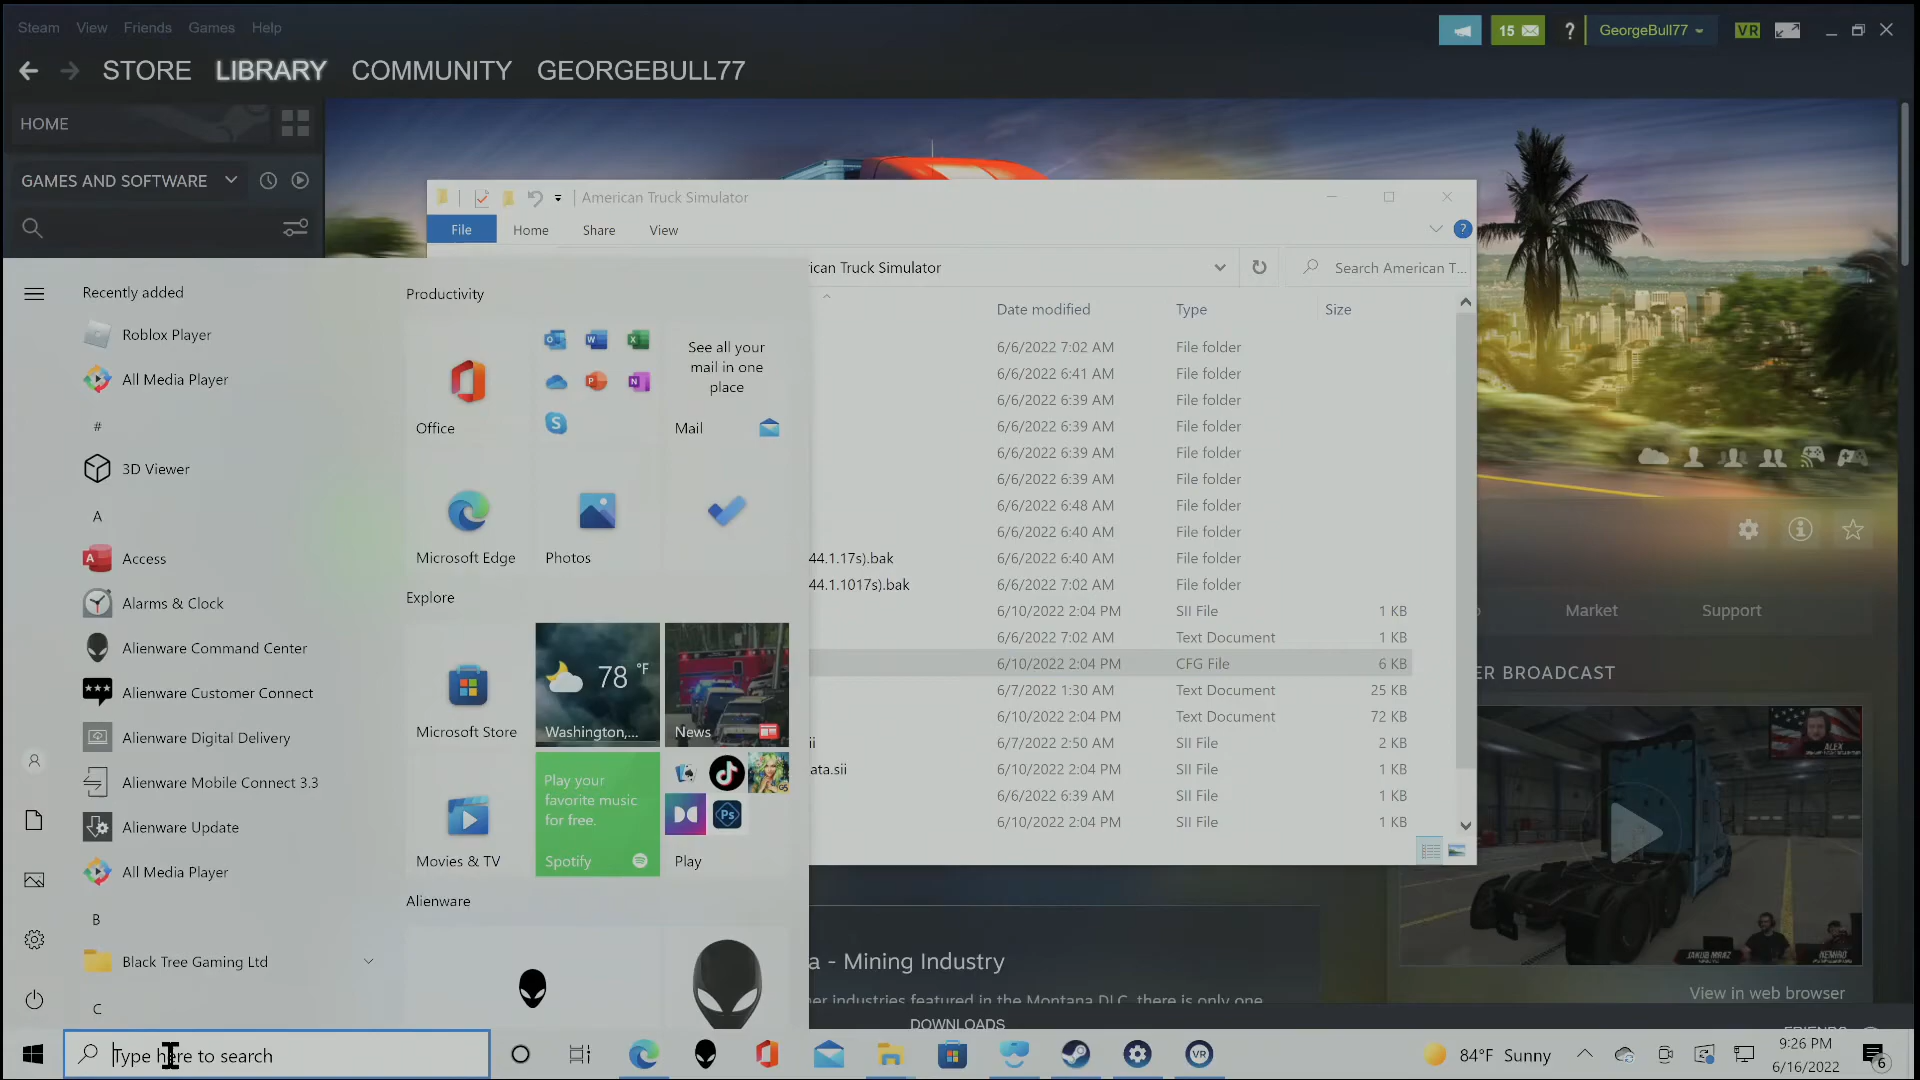 Steam View Friends Games Help
15 ? GeorgeBull77 VR
STORE LIBRARY COMMUNITY GEORGEBULL77
HOME
GAMES AND SOFTWARE
American Truck Simulator
File Home Share View ?
ican Truck Simulator Search American T...
Date modified Type Size
6/6/2022 7:02 AM File folder
6/6/2022 6:41 AM File folder
6/6/2022 6:39 AM File folder
6/6/2022 6:39 AM File folder
6/6/2022 6:39 AM File folder
6/6/2022 6:39 AM File folder
6/6/2022 6:48 AM File folder
6/6/2022 6:40 AM File folder
44.1.17s).bak 6/6/2022 6:40 AM File folder
44.1.1017s).bak 6/6/2022 7:02 AM File folder
6/10/2022 2:04 PM SII File 1 KB
6/6/2022 7:02 AM Text Document 1 KB
6/10/2022 2:04 PM CFG File 6 KB
6/7/2022 1:30 AM Text Document 25 KB
6/10/2022 2:04 PM Text Document 72 KB
ii 6/7/2022 2:50 AM SII File 2 KB
ata.sii 6/10/2022 2:04 PM SII File 1 KB
6/6/2022 6:39 AM SII File 1 KB
6/10/2022 2:04 PM SII File 1 KB
Recently added
Roblox Player
All Media Player
#
3D Viewer
A
Access
Alarms & Clock
Alienware Command Center
Alienware Customer Connect
Alienware Digital Delivery
Alienware Mobile Connect 3.3
Alienware Update
All Media Player
B
Black Tree Gaming Ltd
C
Productivity
Office
See all your
mail in one
place
Mail
Microsoft Edge
Photos
Explore
Microsoft Store
78 °F
Washington,...
News
Movies & TV
Play your
favorite music
for free.
Spotify
Play
Alienware
Market Support
ER BROADCAST
ALEX
JAKUB MRAZ
NEMIRO
View in web browser
a - Mining Industry
er industries featured in the Montana DLC, there is only one
DOWNLOADS
Type here to search
VR
84°F Sunny
9:26 PM
6/16/2022
6